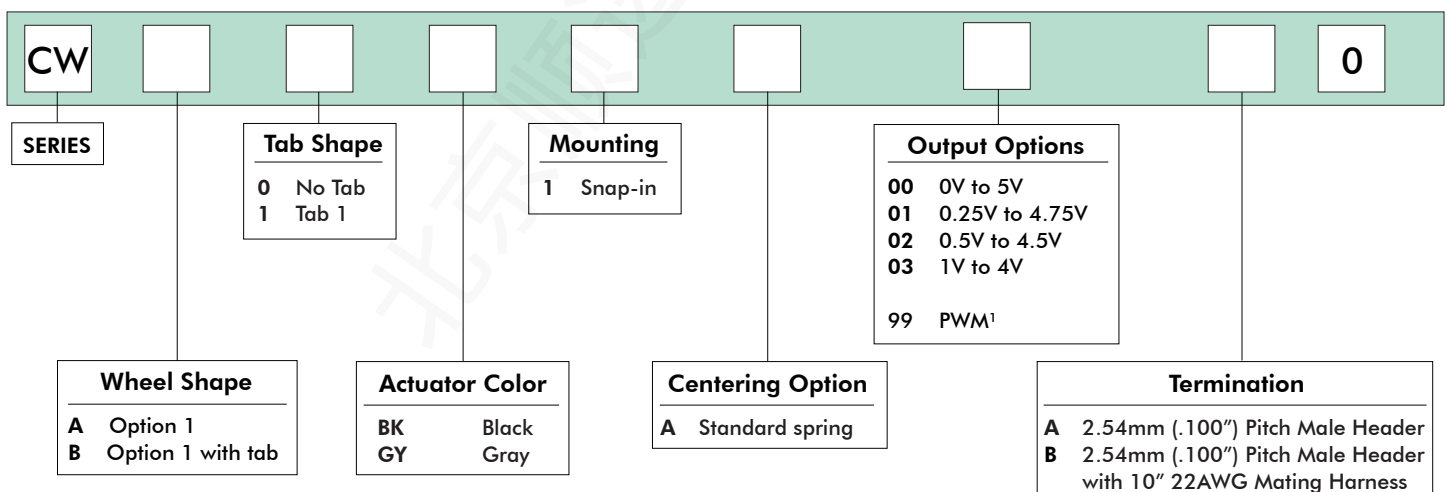 CW 0
SERIES
Tab Shape
0 No Tab
1 Tab 1
Mounting
1 Snap-in
Output Options
00 0V to 5V
01 0.25V to 4.75V
02 0.5V to 4.5V
03 1V to 4V
99 PWM¹
Wheel Shape
A Option 1
B Option 1 with tab
Actuator Color
BK Black
GY Gray
Centering Option
A Standard spring
Termination
A 2.54mm (.100”) Pitch Male Header
B 2.54mm (.100”) Pitch Male Header
with 10” 22AWG Mating Harness
北京顺